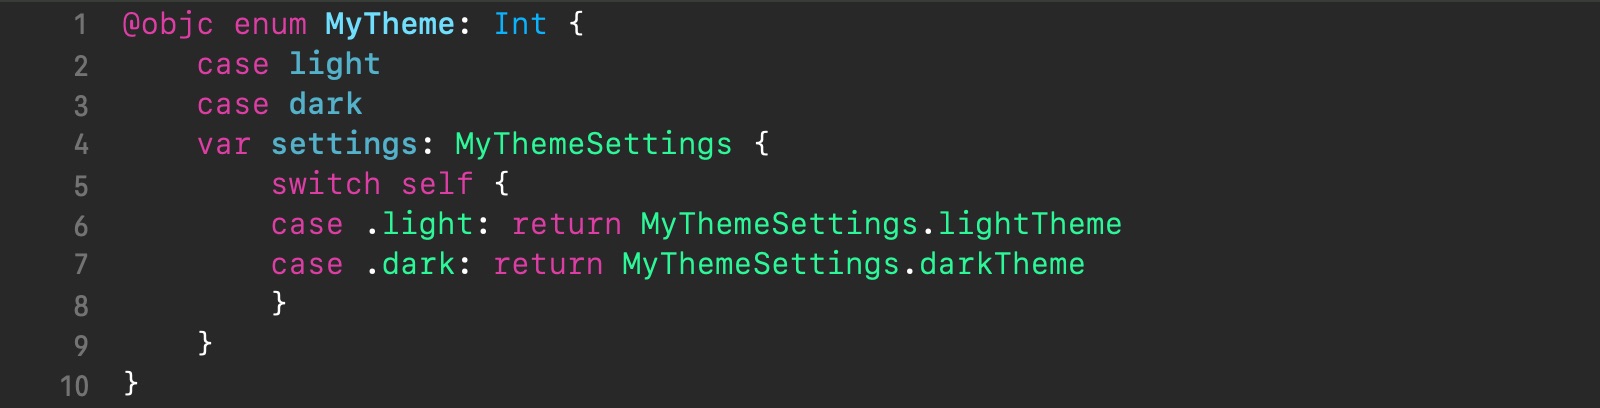 1 @objc enum MyTheme: Int {
2     case light
3     case dark
4     var settings: MyThemeSettings {
5         switch self {
6         case .light: return MyThemeSettings.lightTheme
7         case .dark: return MyThemeSettings.darkTheme
8         }
9     }
10 }